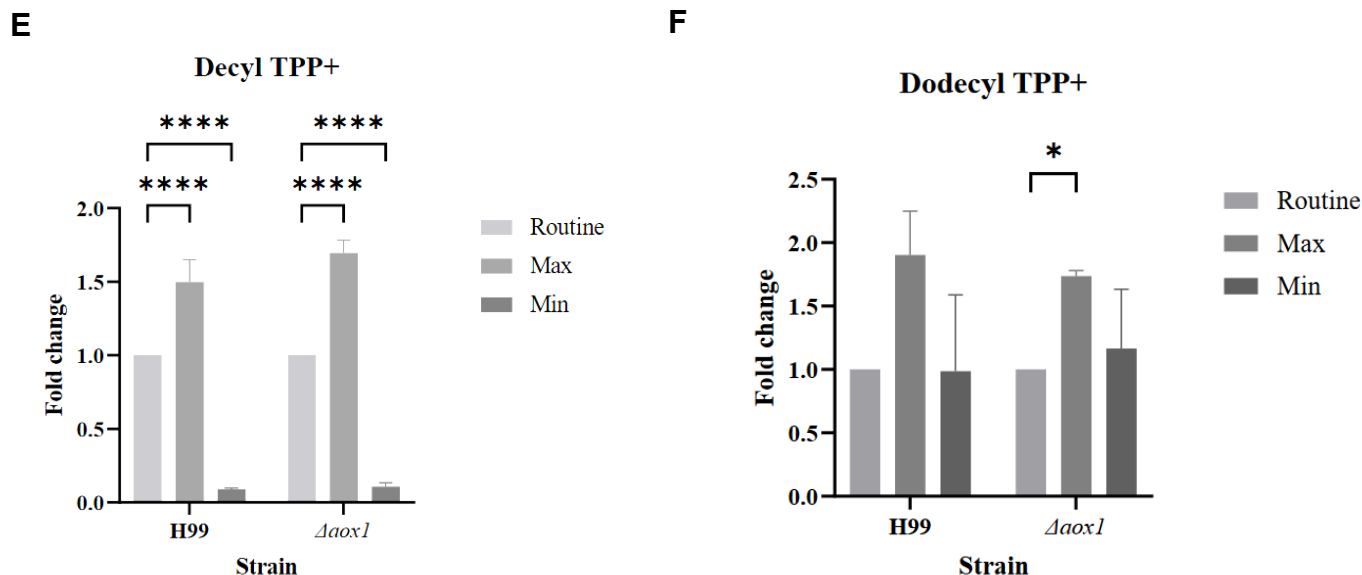 E
Decyl TPP+
****
****
****
****
2.0
1.5
1.0
0.5
0.0
Fold change
H99
Δaox1
Strain
Routine
Max
Min
F
Dodecyl TPP+
*
2.5
2.0
1.5
1.0
0.5
0.0
Fold change
H99
Δaox1
Strain
Routine
Max
Min